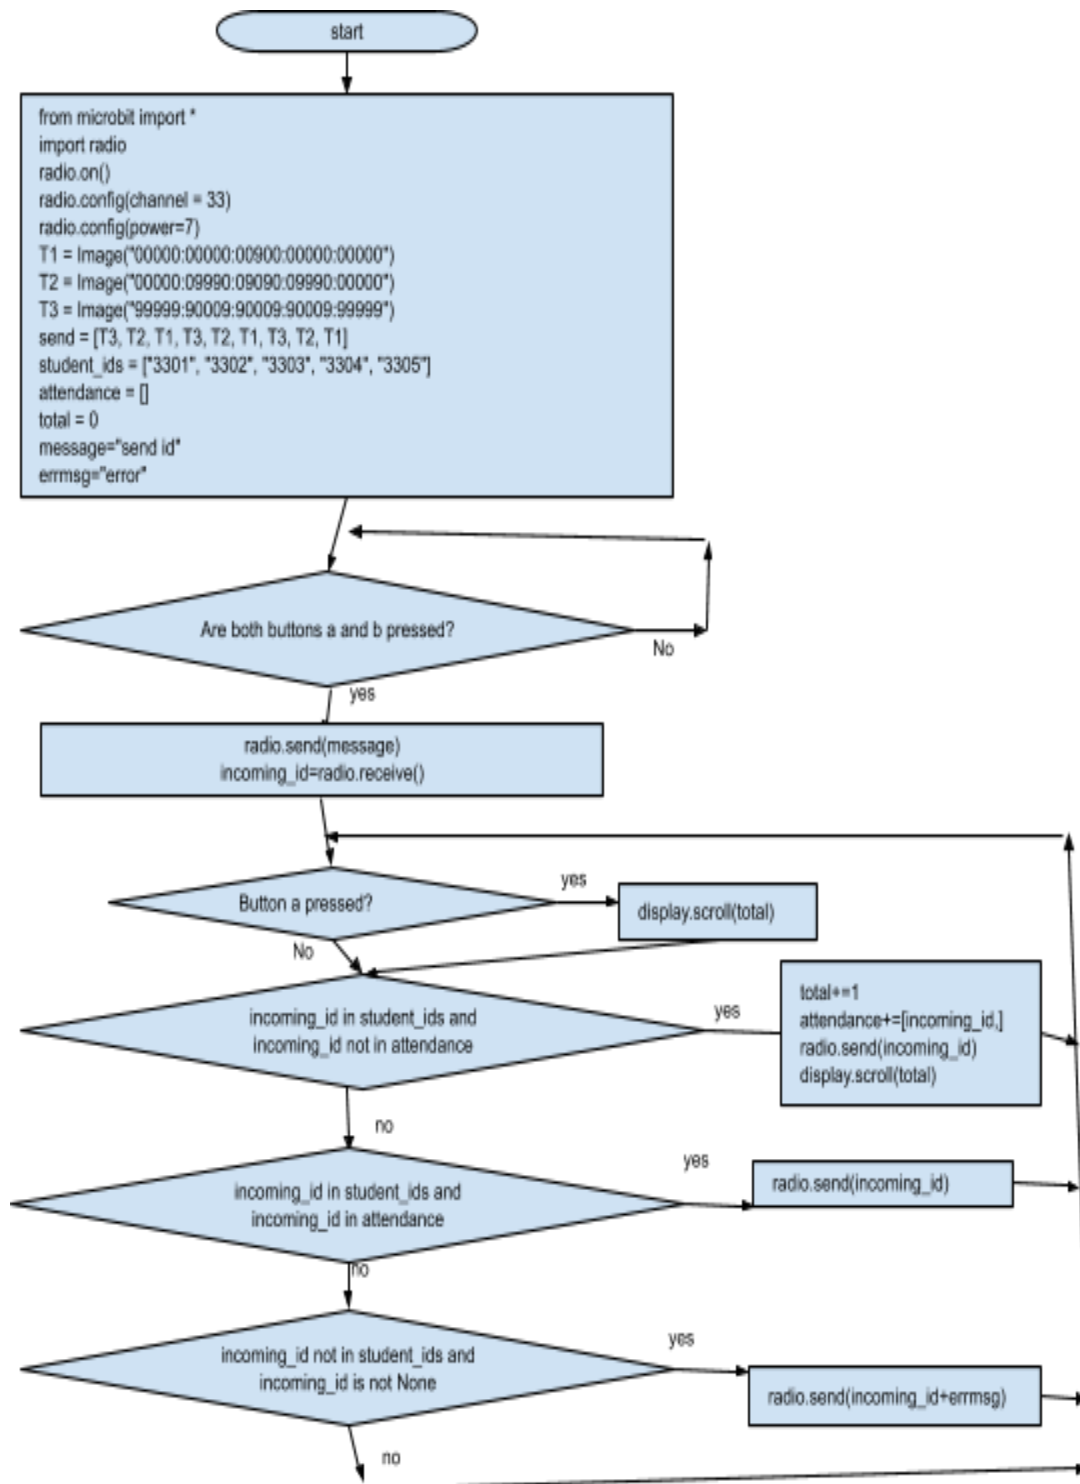 start
from microbit import *
import radio
radio.on()
radio.config(channel = 33)
radio.config(power=7)
T1 = Image("00000:00000:00900:00000:00000")
T2 = Image("00000:09990:09090:09990:00000")
T3 = Image("99999:90009:90009:90009:99999")
send = [T3, T2, T1, T3, T2, T1, T3, T2, T1]
student_ids = ["3301", "3302", "3303", "3304", "3305"]
attendance = []
total = 0
message="send id"
errmsg="error"
Are both buttons a and b pressed?
No
yes
radio.send(message)
incoming_id=radio.receive()
Button a pressed?
yes
display.scroll(total)
No
incoming_id in student_ids and
incoming_id not in attendance
yes
total+=1
attendance+=[incoming_id,]
radio.send(incoming_id)
display.scroll(total)
no
incoming_id in student_ids and
incoming_id in attendance
yes
radio.send(incoming_id)
no
incoming_id not in student_ids and
incoming_id is not None
yes
radio.send(incoming_id+errmsg)
no